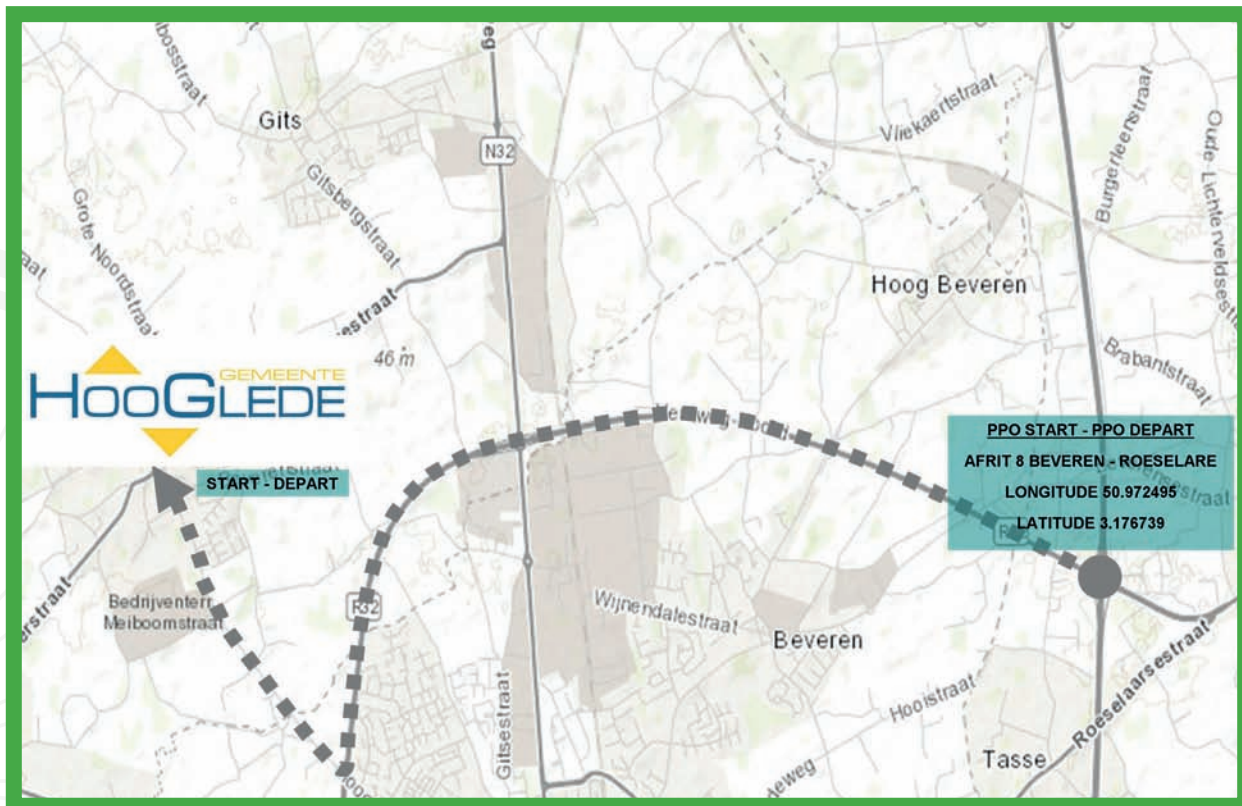 Gits
N32
Vliekaertstraat
Burgerleenstraat
Gitsbergstraat
Grote Noordstraat
Hoog Beveren
Brabantstraat
46 m
GEMEENTE
HOOGLEDE
START - DEPART
PPO START - PPO DEPART
AFRIT 8 BEVEREN - ROESELARE
LONGITUDE 50.972495
LATITUDE 3.176739
Bedrijventerr
Meiboomstraat
R32
Wijnendalestraat
Beveren
Gitsestraat
Hooistraat
Roeselaarsestraat
Tasse